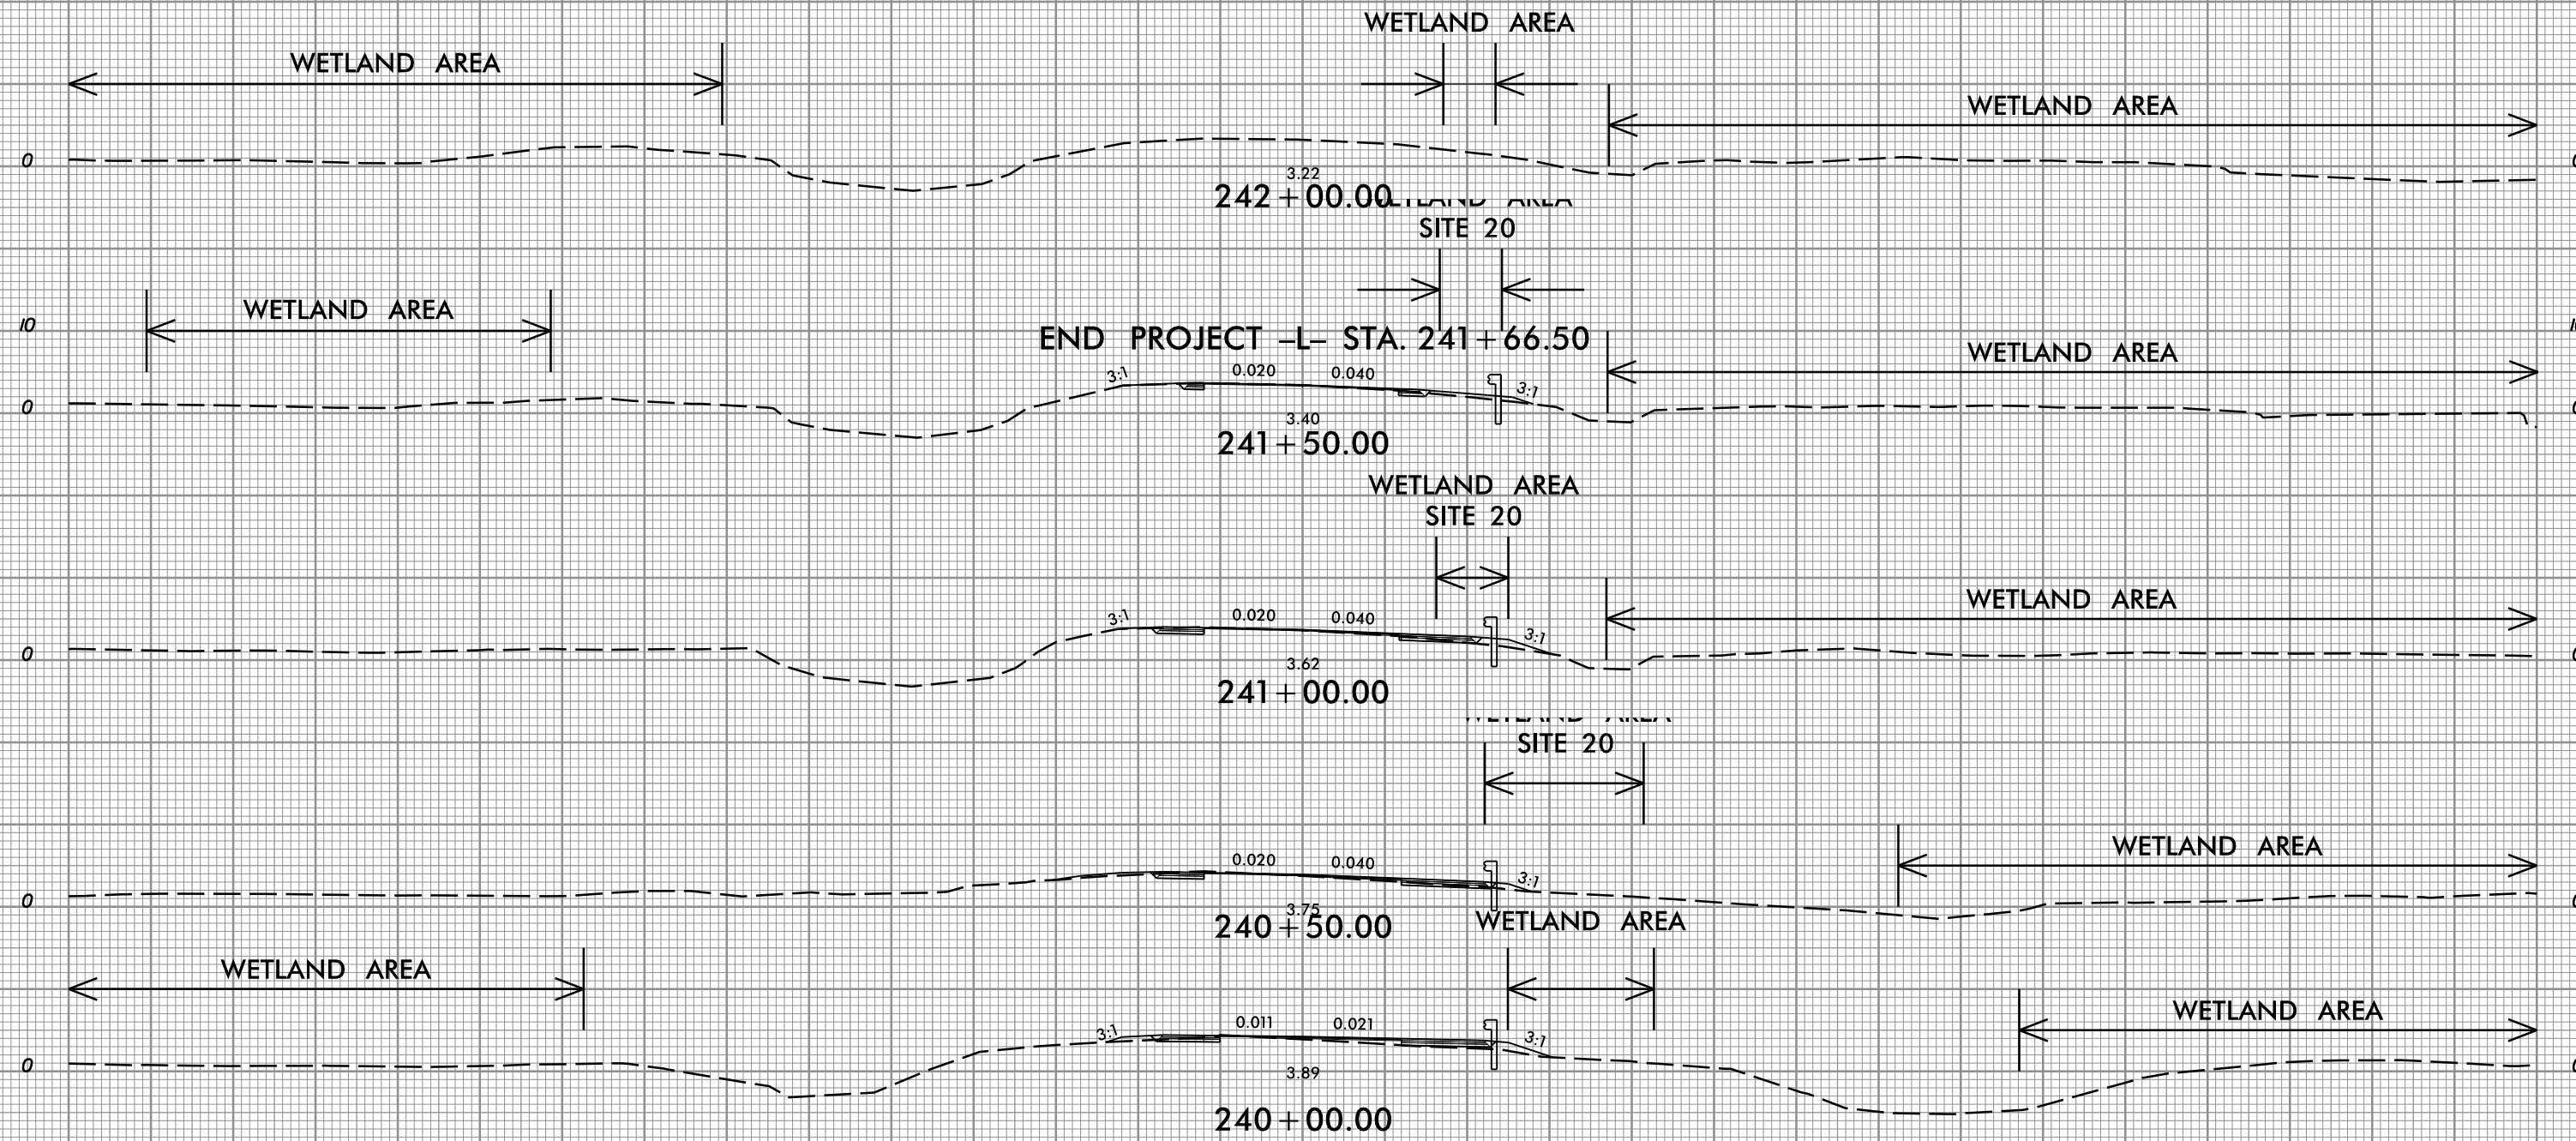 WETLAND AREA
WETLAND AREA
WETLAND AREA
0
3.22
242+00.00
WETLAND AREA
SITE 20
WETLAND AREA
10
END PROJECT -L- STA. 241+66.50
WETLAND AREA
3:1 0.020 0.040 3:1
0
3.40
241+50.00
WETLAND AREA
SITE 20
WETLAND AREA
3:1 0.020 0.040 3:1
0
3.62
241+00.00
WETLAND AREA
SITE 20
WETLAND AREA
0.020 0.040 3:1
0
3.75
240+50.00
WETLAND AREA
WETLAND AREA
WETLAND AREA
3:1 0.011 0.021 3:1
0
3.89
240+00.00